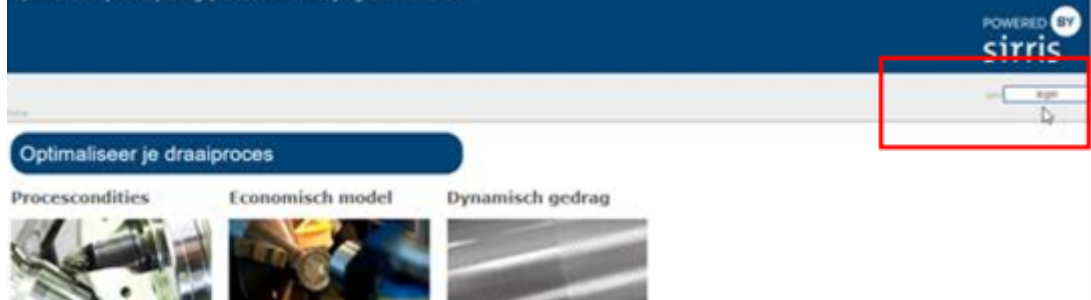 POWERED BY
sirris
login
Optimaliseer je draaiproces
Procescondities Economisch model Dynamisch gedrag